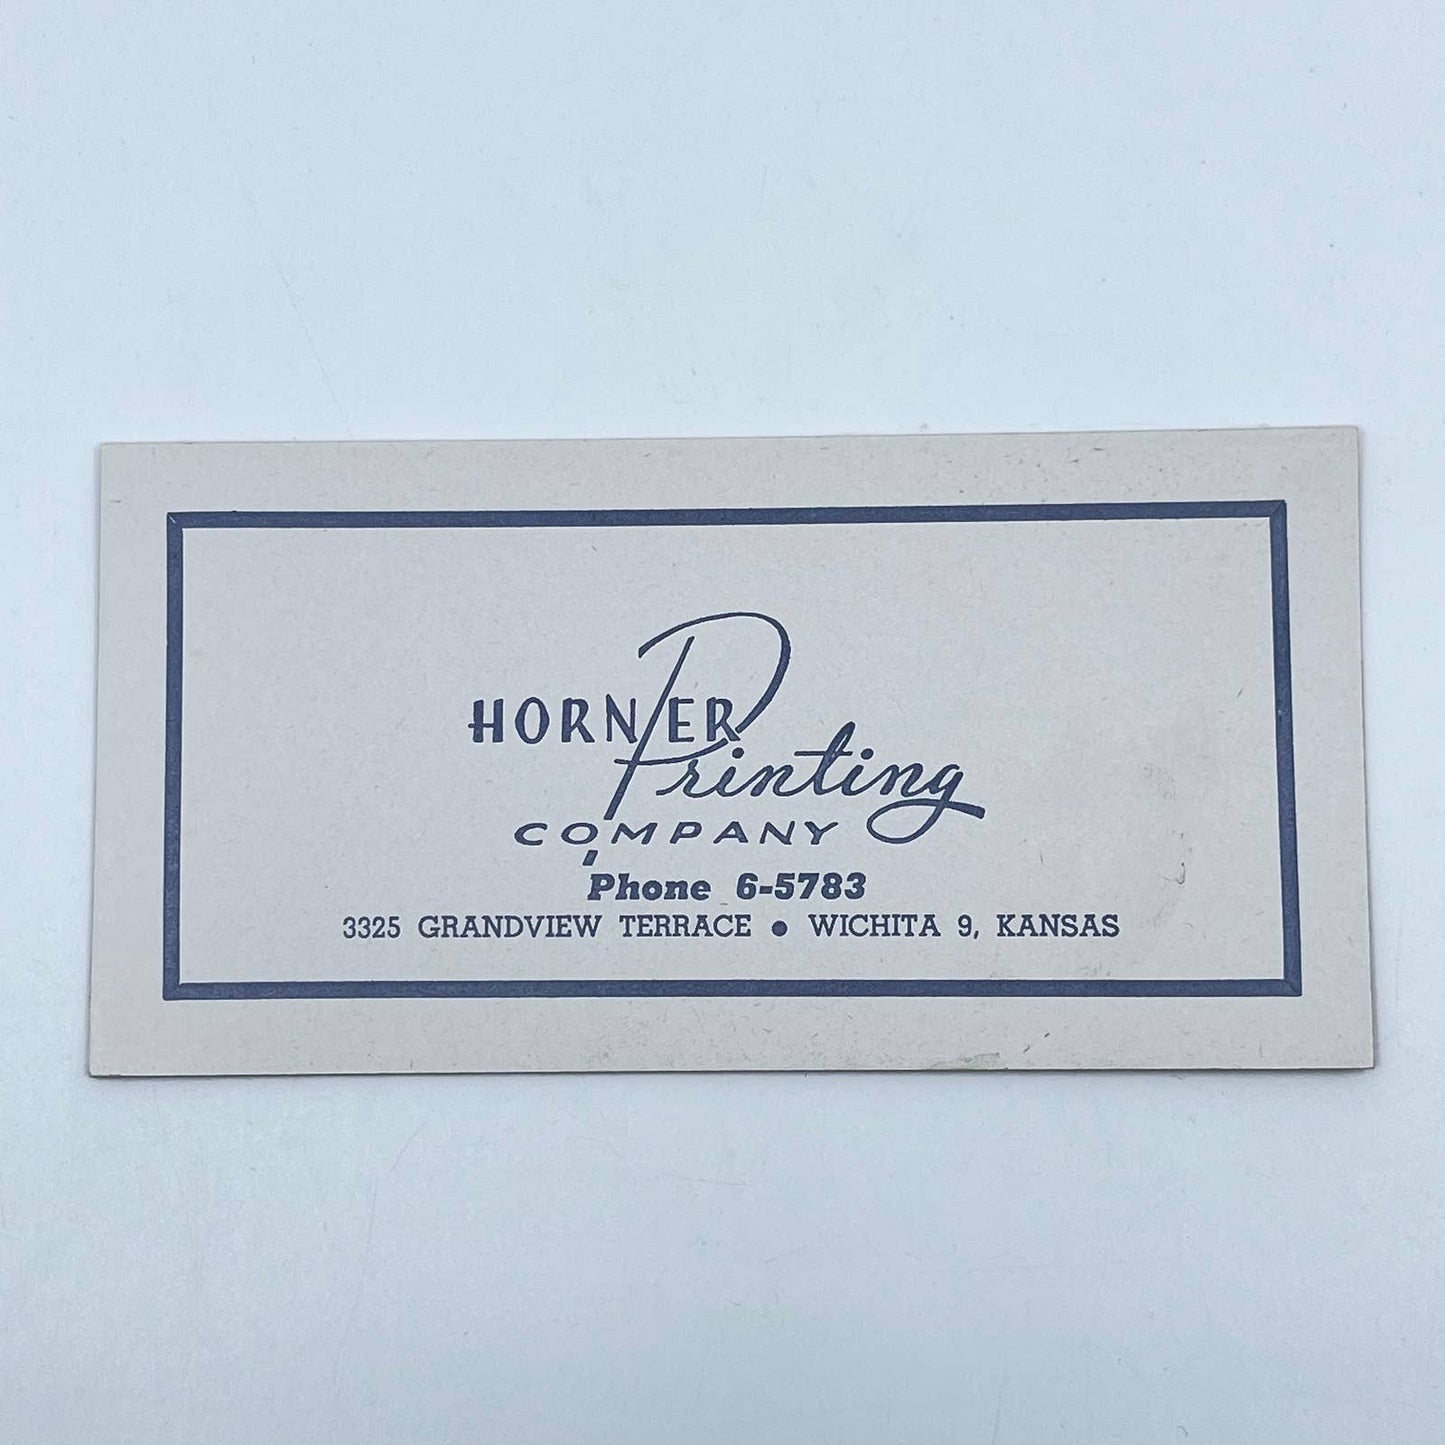 HORNER
Printing
COMPANY
Phone 6-5783
3325 GRANDVIEW TERRACE • WICHITA 9, KANSAS